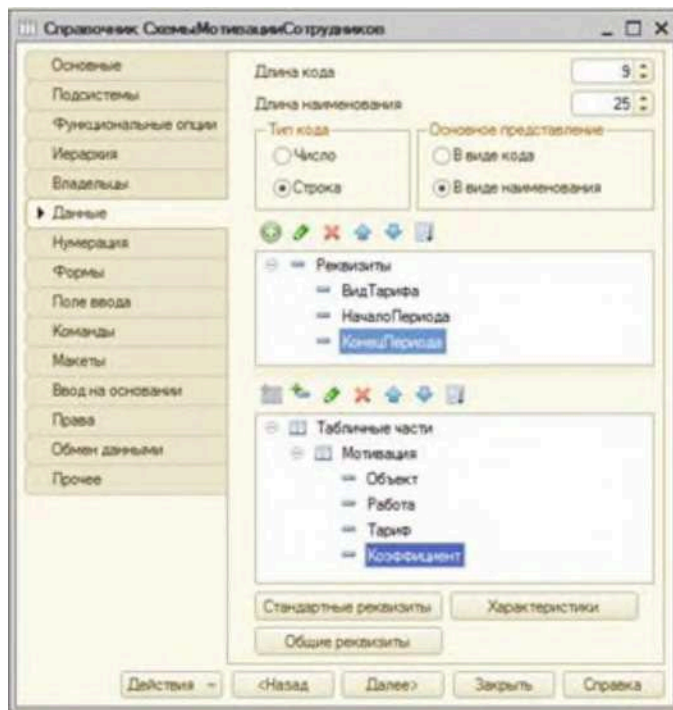 Справочник СхемыМотивацииСотрудников
Основные
Подсистемы
Функциональные опции
Иерархия
Владельцы
Данные
Нумерация
Формы
Поле ввода
Команды
Макеты
Ввод на основании
Права
Обмен данными
Прочее
Длина кода
9
Длина наименования
25
Тип кода
Число
Строка
Основное представление
В виде кода
В виде наименования
Реквизиты
ВидТарифа
НачалоПериода
КонецПериода
Табличные части
Мотивация
Объект
Работа
Тариф
Коэффициент
Стандартные реквизиты
Характеристики
Общие реквизиты
Действия
<Назад
Далее>
Закрыть
Справка